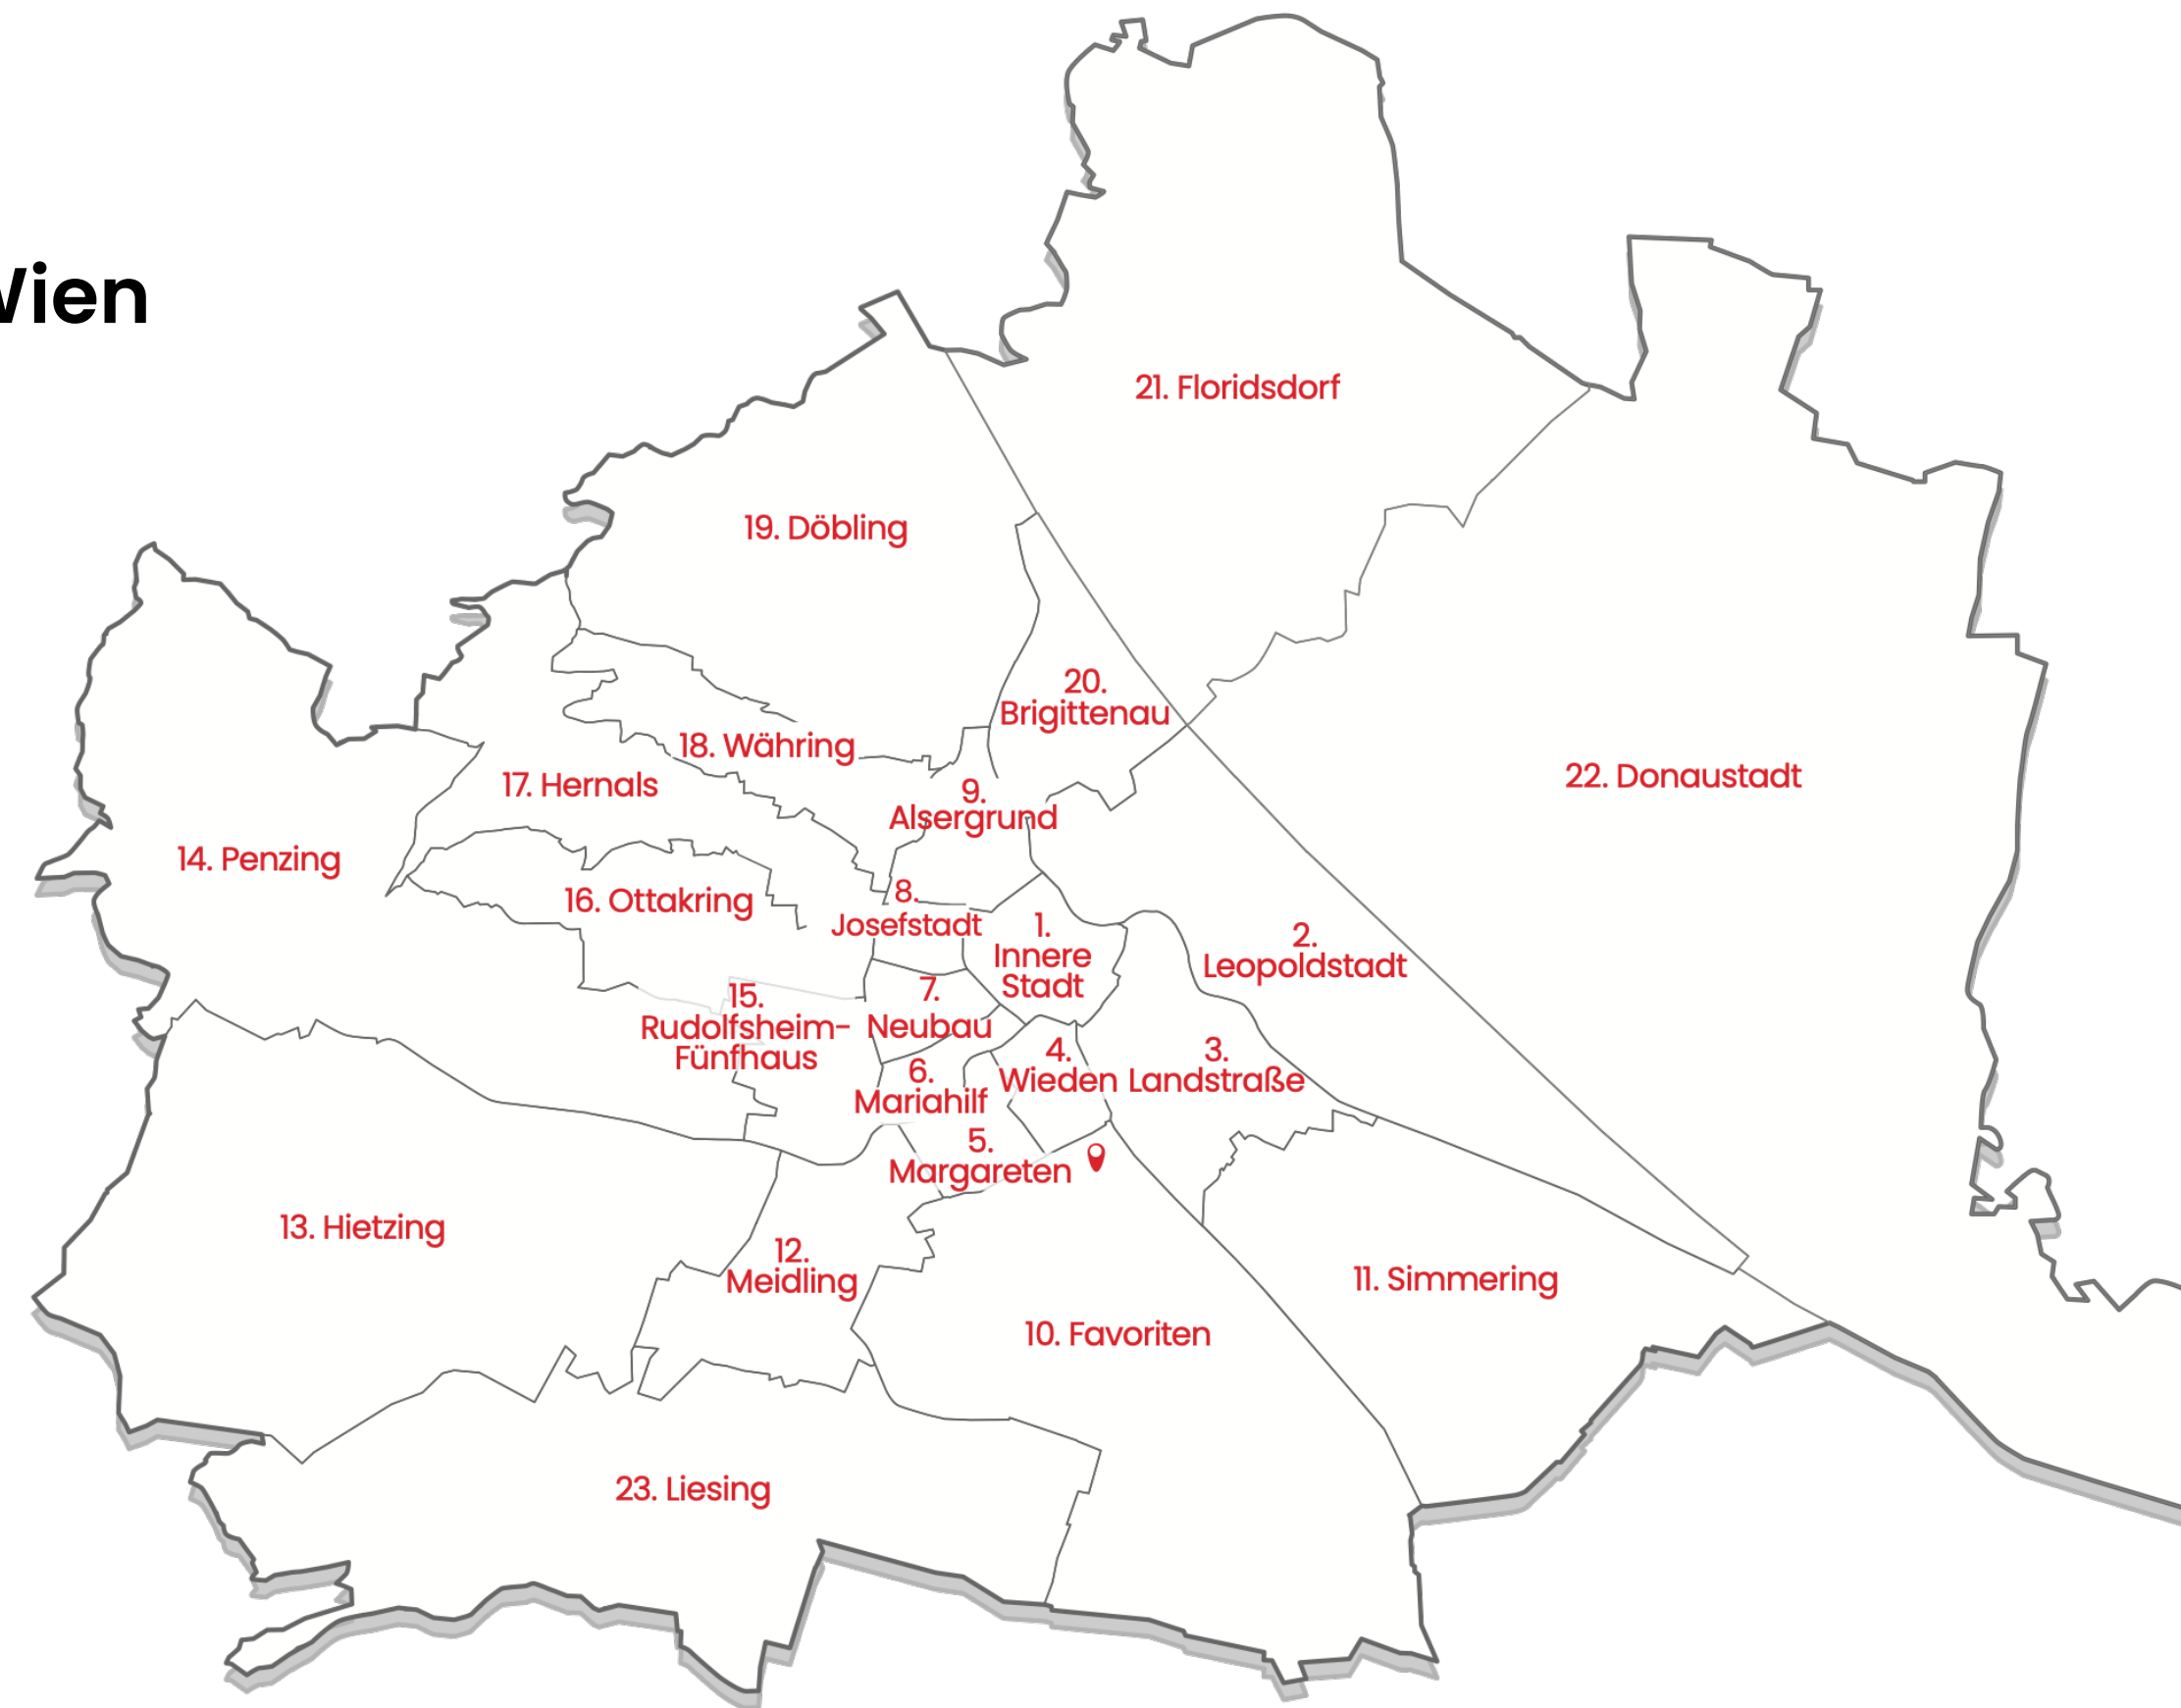 Wien
21. Floridsdorf
19. Döbling
20.
Brigittenau
18. Währing
22. Donaustadt
17. Hernals
9.
Alsergrund
14. Penzing
16. Ottakring
8.
Josefstadt
1.
Innere
Stadt
2.
Leopoldstadt
15.
Rudolfsheim-
Fünfhaus
7.
Neubau
6.
Mariahilf
4.
Wieden
3.
Landstraße
5.
Margareten
13. Hietzing
12.
Meidling
11. Simmering
10. Favoriten
23. Liesing